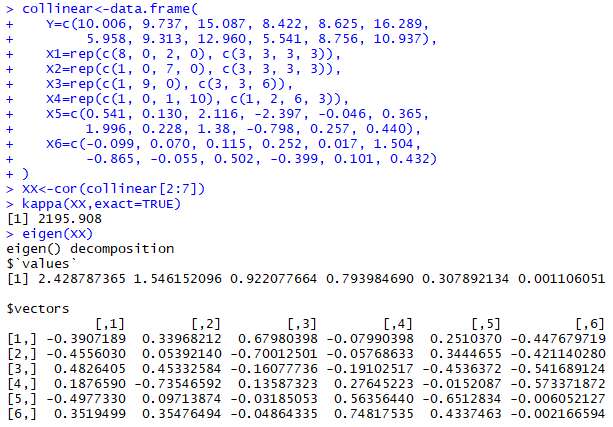 > collinear<-data.frame(
+ Y=c(10.006, 9.737, 15.087, 8.422, 8.625, 16.289,
+ 5.958, 9.313, 12.960, 5.541, 8.756, 10.937),
+ X1=rep(c(8, 0, 2, 0), c(3, 3, 3, 3)),
+ X2=rep(c(1, 0, 7, 0), c(3, 3, 3, 3)),
+ X3=rep(c(1, 9, 0), c(3, 3, 6)),
+ X4=rep(c(1, 0, 1, 10), c(1, 2, 6, 3)),
+ X5=c(0.541, 0.130, 2.116, -2.397, -0.046, 0.365,
+ 1.996, 0.228, 1.38, -0.798, 0.257, 0.440),
+ X6=c(-0.099, 0.070, 0.115, 0.252, 0.017, 1.504,
+ -0.865, -0.055, 0.502, -0.399, 0.101, 0.432)
+ )
> XX<-cor(collinear[2:7])
> kappa(XX,exact=TRUE)
[1] 2195.908
> eigen(XX)
eigen() decomposition
$`values`
[1] 2.428787365 1.546152096 0.922077664 0.793984690 0.307892134 0.001106051
$vectors
[,1] [,2] [,3] [,4] [,5] [,6]
[1,] -0.3907189 0.33968212 0.67980398 -0.07990398 0.2510370 -0.447679719
[2,] -0.4556030 0.05392140 -0.70012501 -0.05768633 0.3444655 -0.421140280
[3,] 0.4826405 0.45332584 -0.16077736 -0.19102517 -0.4536372 -0.541689124
[4,] 0.1876590 -0.73546592 0.13587323 0.27645223 -0.0152087 -0.573371872
[5,] -0.4977330 0.09713874 -0.03185053 0.56356440 -0.6512834 -0.006052127
[6,] 0.3519499 0.35476494 -0.04864335 0.74817535 0.4337463 -0.002166594